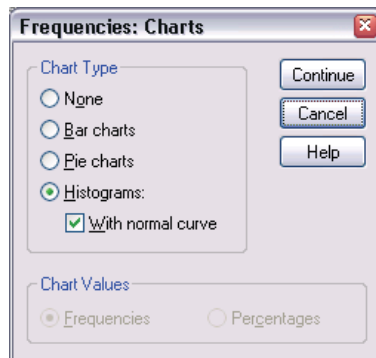 Frequencies: Charts
Chart Type
None
Bar charts
Pie charts
Histograms:
With normal curve
Continue
Cancel
Help
Chart Values
Frequencies
Percentages